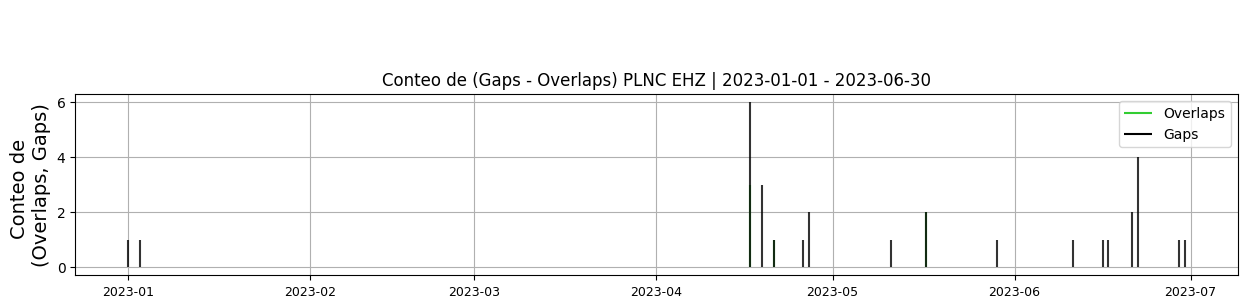 Conteo de (Gaps - Overlaps) PLNC EHZ | 2023-01-01 - 2023-06-30
Conteo de
(Overlaps, Gaps)
6
4
2
0
Overlaps
Gaps
2023-01
2023-02
2023-03
2023-04
2023-05
2023-06
2023-07